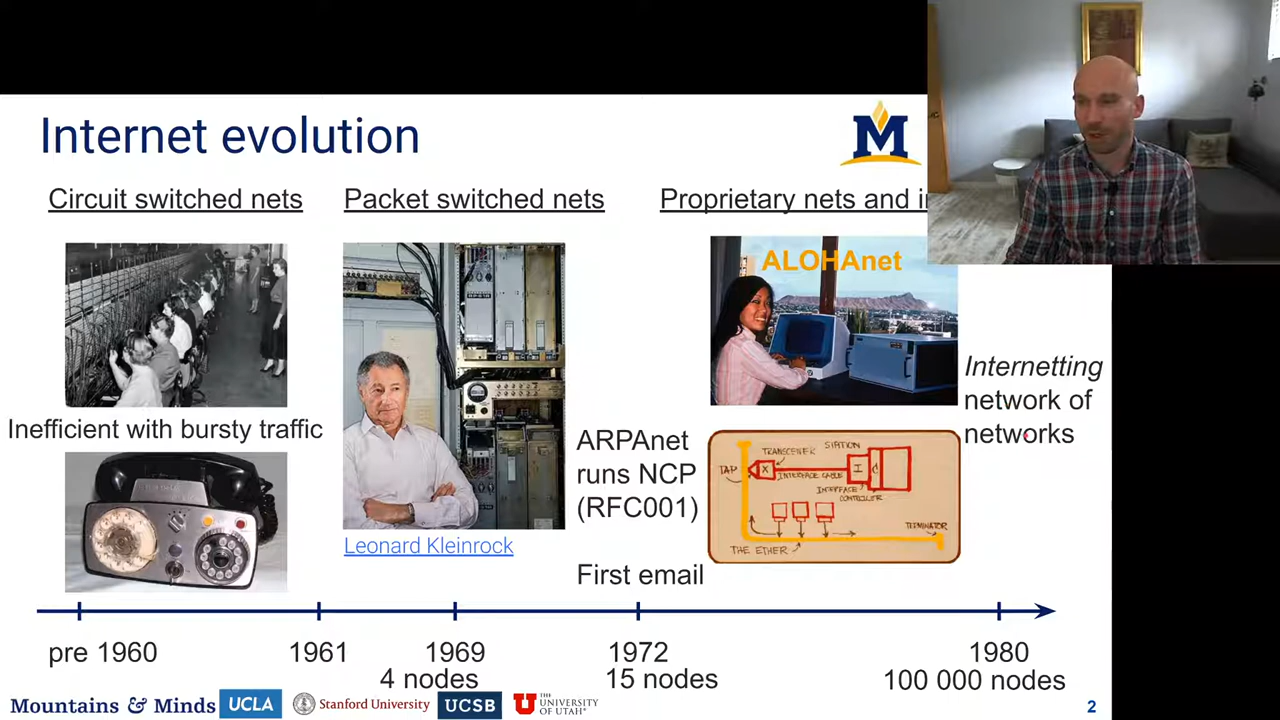 Internet evolution
M
Circuit switched nets
Packet switched nets
Proprietary nets and i
Inefficient with bursty traffic
Leonard Kleinrock
ARPAnet
runs NCP
(RFC001)
First email
ALOHAnet
Internetting
network of
networks
STATION
TRANSCEIVER
TAP
INTERFACE CABLE
INTERFACE
CONTROLLER
TERMINATOR
THE ETHER
X
I
C
pre 1960
1961
1969
1972
1980
4 nodes
15 nodes
100 000 nodes
Mountains & Minds
UCLA
Stanford University
UCSB
U
THE
UNIVERSITY
OF UTAH®
2